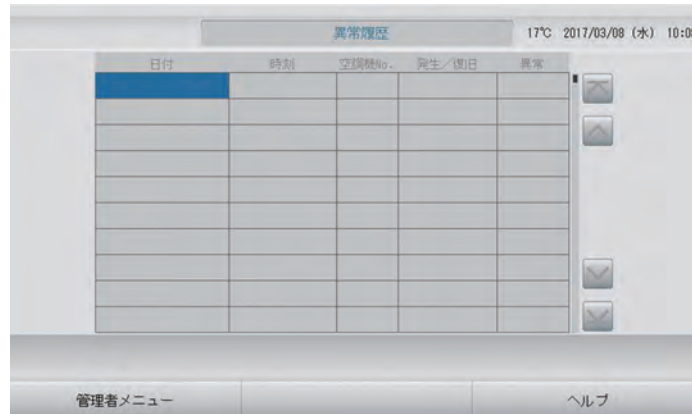 異常履歴 17℃ 2017/03/08 (水) 10:0
日付 時刻 空調機No. 発生/復旧 異常
管理者メニュー ヘルプ